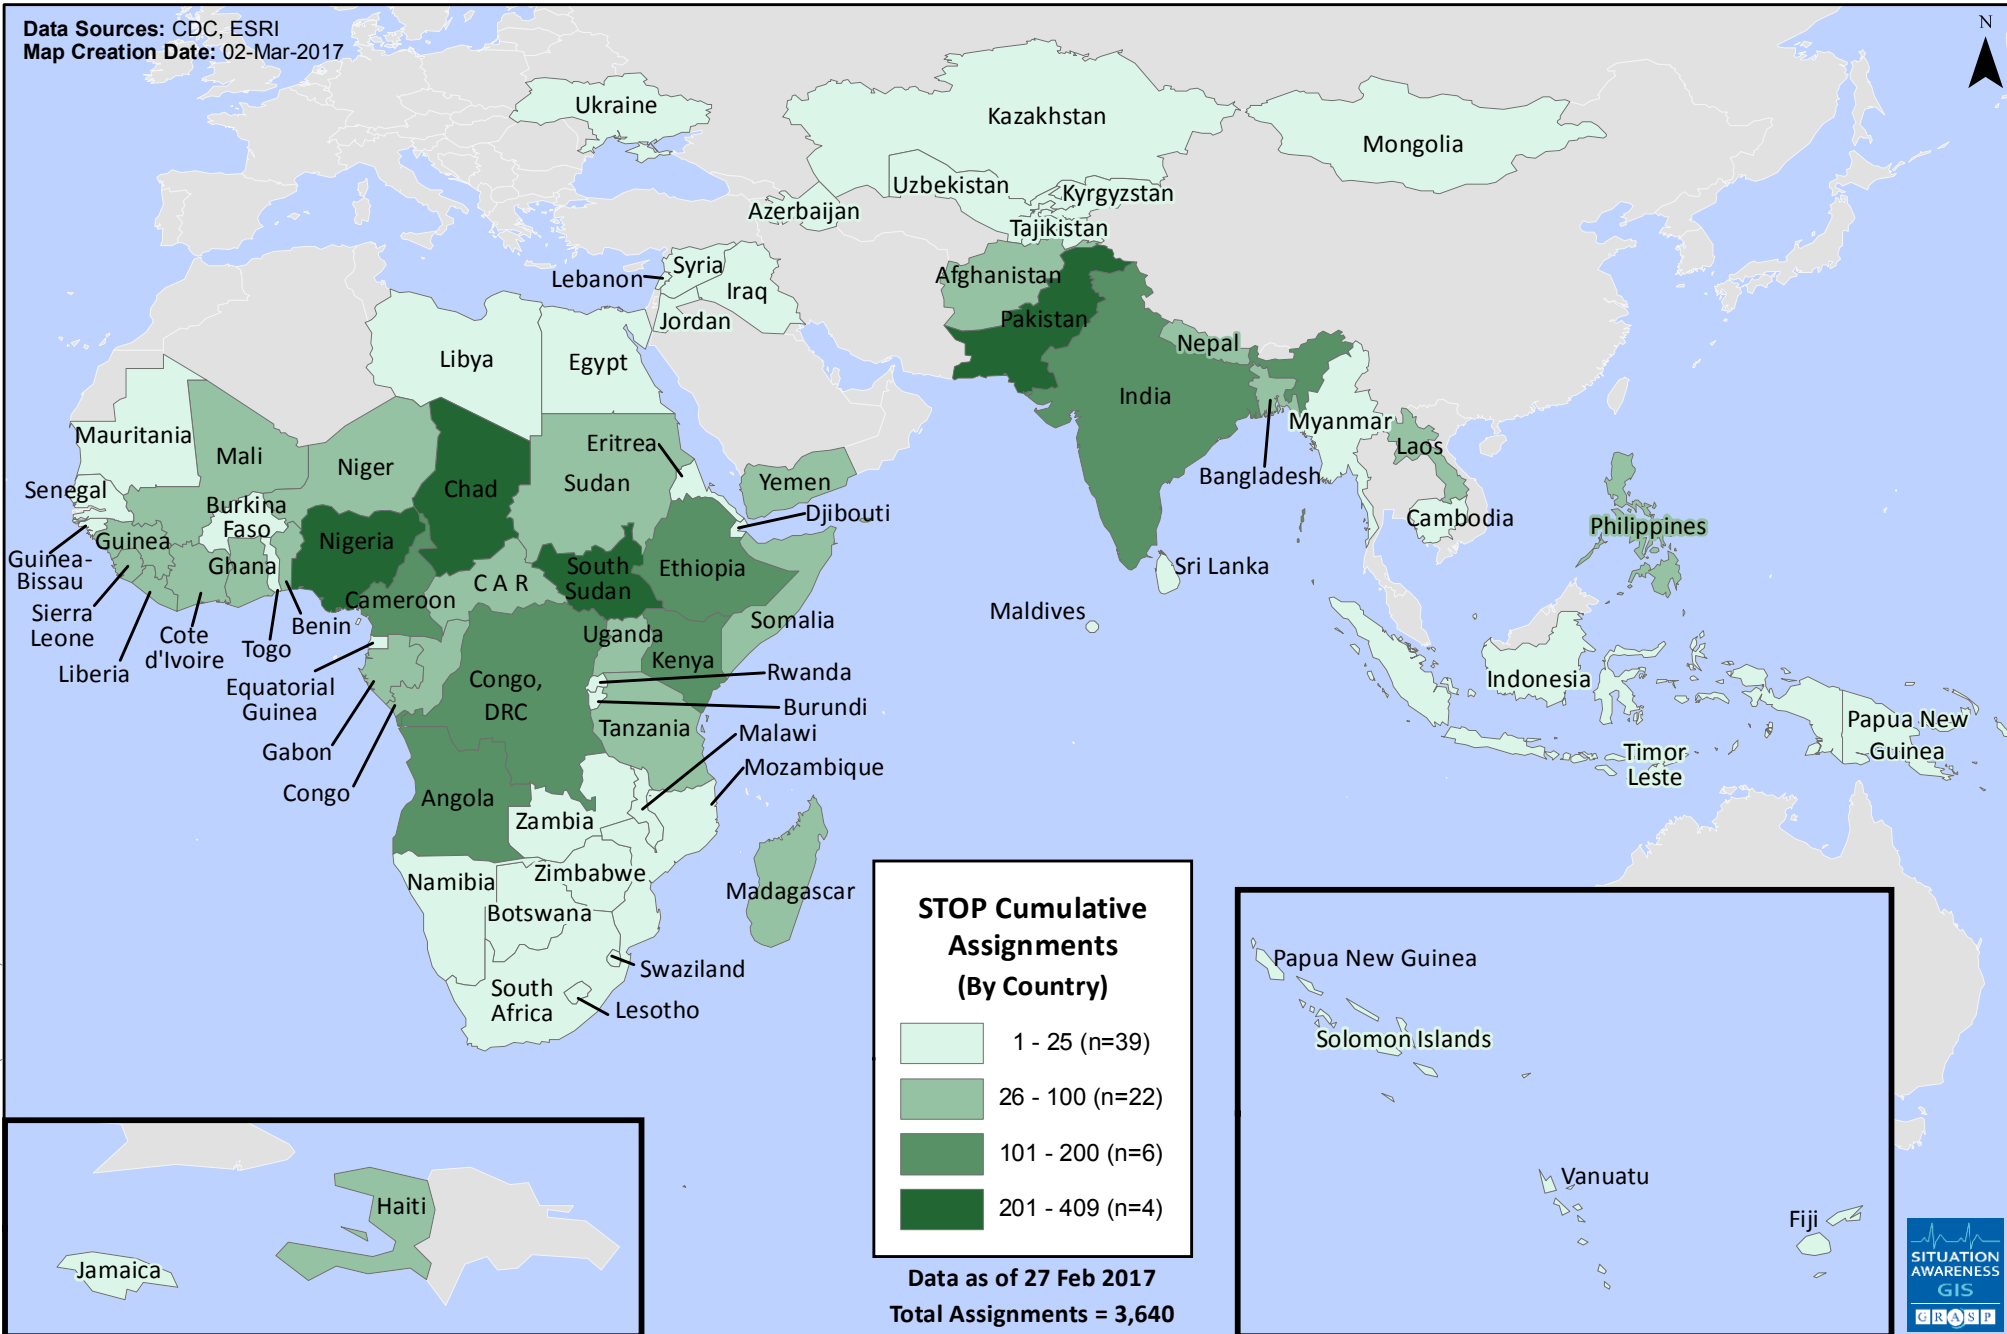 Data Sources: CDC, ESRI
Map Creation Date: 02-Mar-2017
N
Ukraine
Kazakhstan
Mongolia
Uzbekistan
Kyrgyzstan
Azerbaijan
Tajikistan
Syria
Lebanon
Iraq
Jordan
Afghanistan
Pakistan
Nepal
India
Bangladesh
Myanmar
Laos
Cambodia
Philippines
Sri Lanka
Maldives
Indonesia
Timor
Leste
Papua New
Guinea
Libya
Egypt
Mauritania
Mali
Niger
Chad
Sudan
Eritrea
Yemen
Djibouti
Senegal
Burkina
Faso
Guinea
Guinea-
Bissau
Sierra
Leone
Liberia
Cote
d'Ivoire
Ghana
Togo
Benin
Nigeria
Cameroon
C A R
South
Sudan
Ethiopia
Somalia
Uganda
Kenya
Equatorial
Guinea
Gabon
Congo
Congo,
DRC
Rwanda
Burundi
Tanzania
Malawi
Mozambique
Angola
Zambia
Zimbabwe
Namibia
Botswana
Madagascar
Swaziland
South
Africa
Lesotho
STOP Cumulative
Assignments
(By Country)
1 - 25 (n=39)
26 - 100 (n=22)
101 - 200 (n=6)
201 - 409 (n=4)
Data as of 27 Feb 2017
Total Assignments = 3,640
Haiti
Jamaica
Papua New Guinea
Solomon Islands
Vanuatu
Fiji
SITUATION
AWARENESS
GIS
GRASP